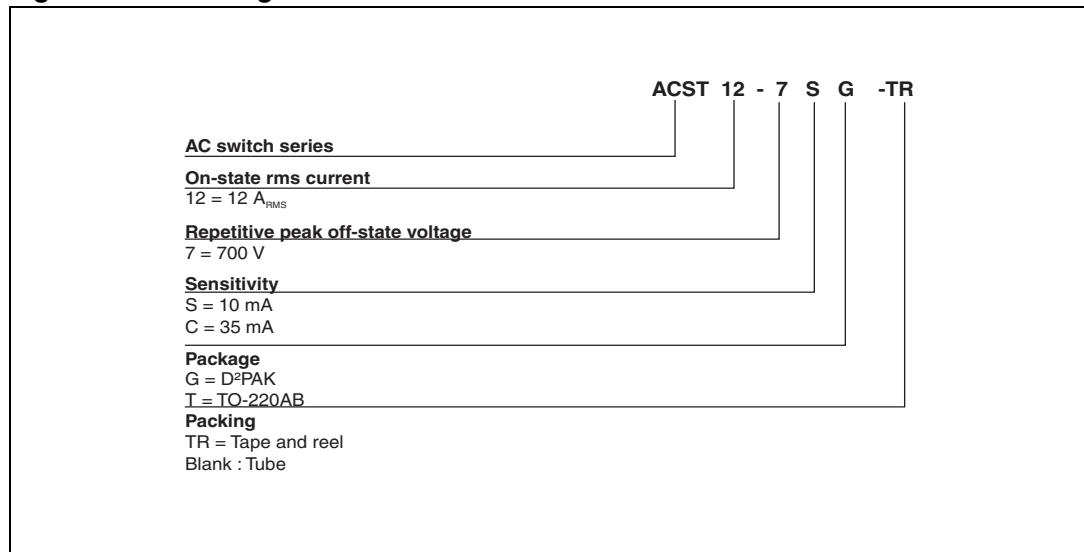 ACST 12 - 7 S G -TR
AC switch series
On-state rms current
12 = 12 ARMS
Repetitive peak off-state voltage
7 = 700 V
Sensitivity
S = 10 mA
C = 35 mA
Package
G = D²PAK
T = TO-220AB
Packing
TR = Tape and reel
Blank : Tube